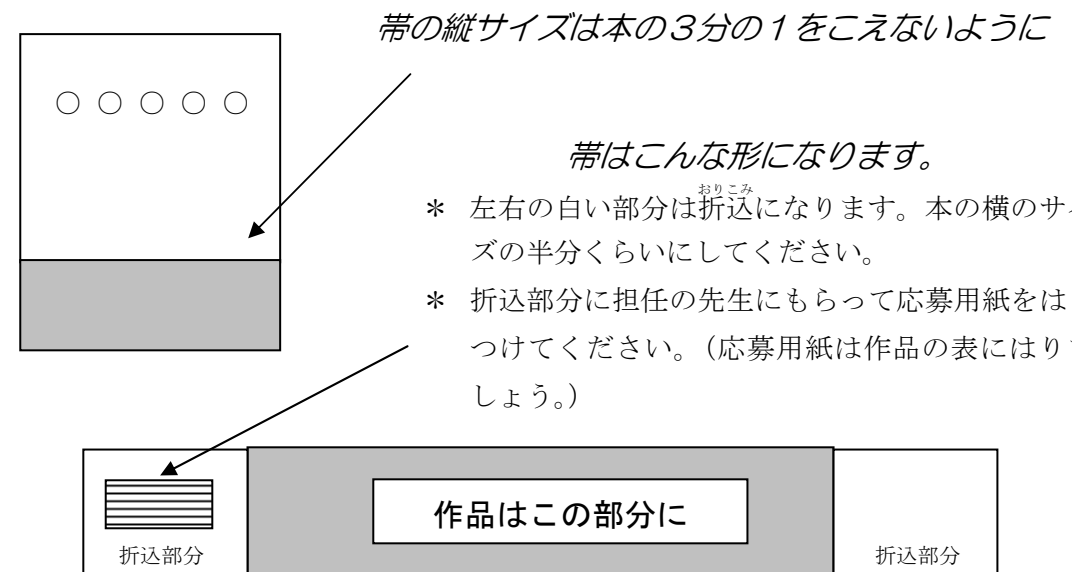 帯の縦サイズは本の３分の１をこえないように
○○○○○
帯はこんな形になります。
おりこみ
＊ 左右の白い部分は折込になります。本の横のサイ
ズの半分くらいにしてください。
＊ 折込部分に担任の先生にもらって応募用紙をは
つけてください。（応募用紙は作品の表にはり
しょう。）
作品はこの部分に
折込部分
折込部分